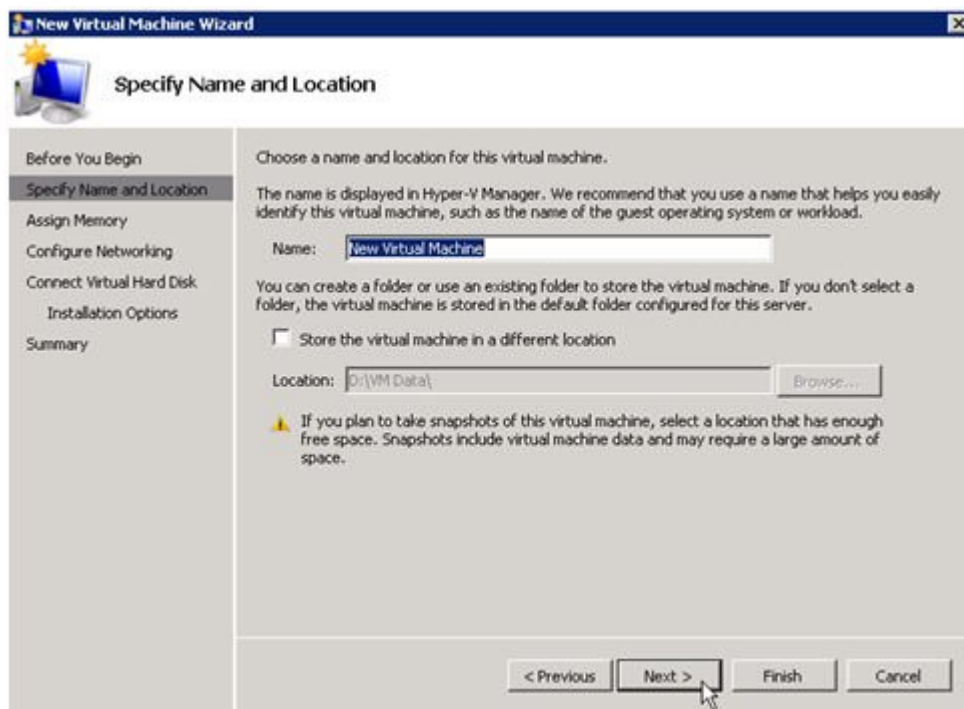 New Virtual Machine Wizard
Specify Name and Location
Before You Begin
Specify Name and Location
Assign Memory
Configure Networking
Connect Virtual Hard Disk
Installation Options
Summary
Choose a name and location for this virtual machine.
The name is displayed in Hyper-V Manager. We recommend that you use a name that helps you easily
identify this virtual machine, such as the name of the guest operating system or workload.
Name: New Virtual Machine
You can create a folder or use an existing folder to store the virtual machine. If you don't select a
folder, the virtual machine is stored in the default folder configured for this server.
Store the virtual machine in a different location
Location: D:\VM Data\ Browse...
If you plan to take snapshots of this virtual machine, select a location that has enough
free space. Snapshots include virtual machine data and may require a large amount of
space.
< Previous Next > Finish Cancel